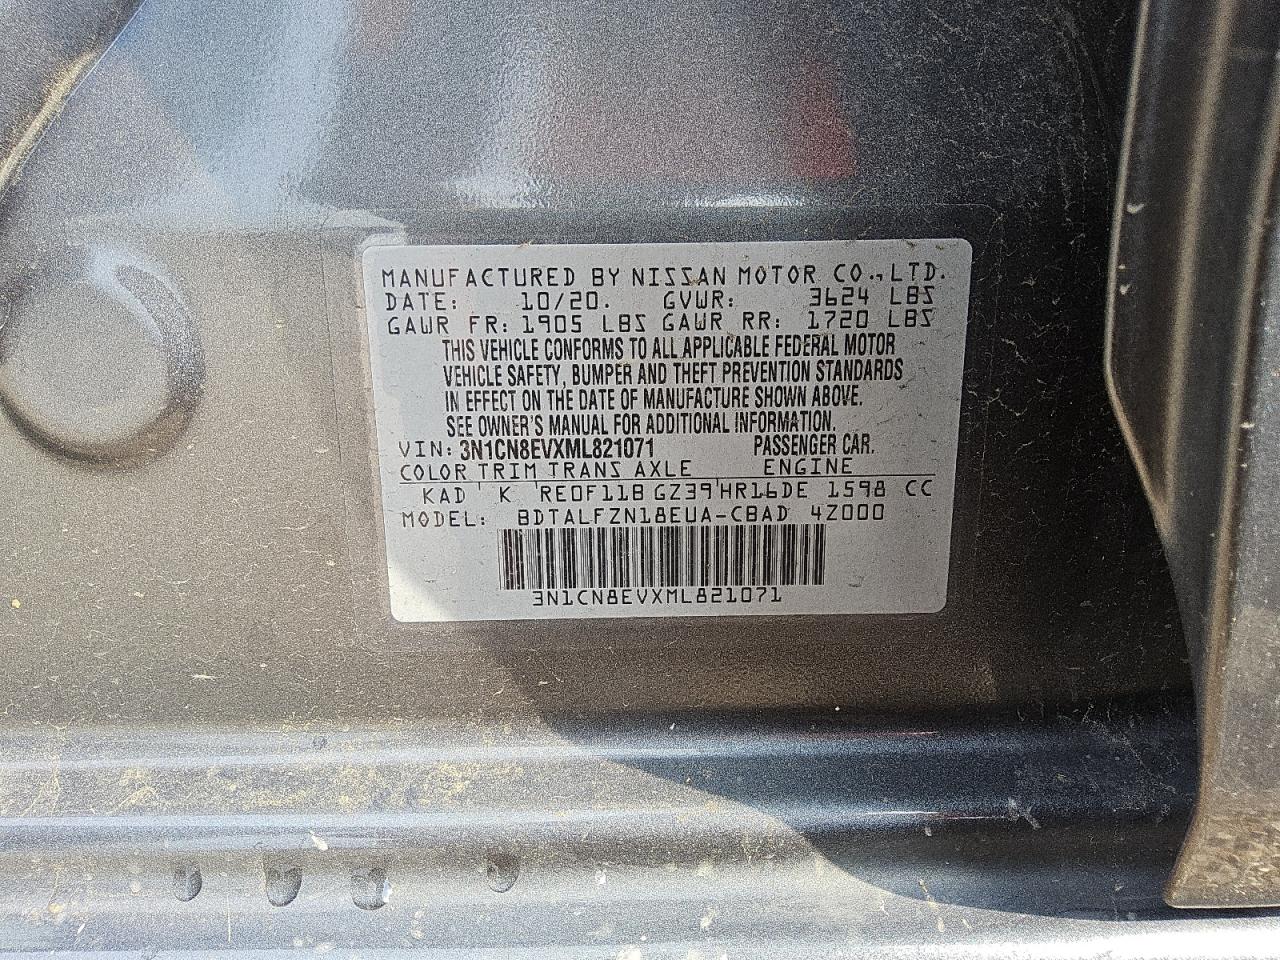 MANUFACTURED BY NISSAN MOTOR CO., LTD.
DATE: 10/20. GVWR: 3624 LBS
GAWR FR: 1905 LBS GAWR RR: 1720 LBS
THIS VEHICLE CONFORMS TO ALL APPLICABLE FEDERAL MOTOR
VEHICLE SAFETY, BUMPER AND THEFT PREVENTION STANDARDS
IN EFFECT ON THE DATE OF MANUFACTURE SHOWN ABOVE.
SEE OWNER'S MANUAL FOR ADDITIONAL INFORMATION.
VIN: 3N1CN8EVXML821071 PASSENGER CAR.
COLOR TRIM TRANS AXLE ENGINE
KAD K RE0F11B GZ39 HR16DE 1598 CC
MODEL: BDTALFZN18EUA-CBAD 4Z000
3N1CN8EVXML821071